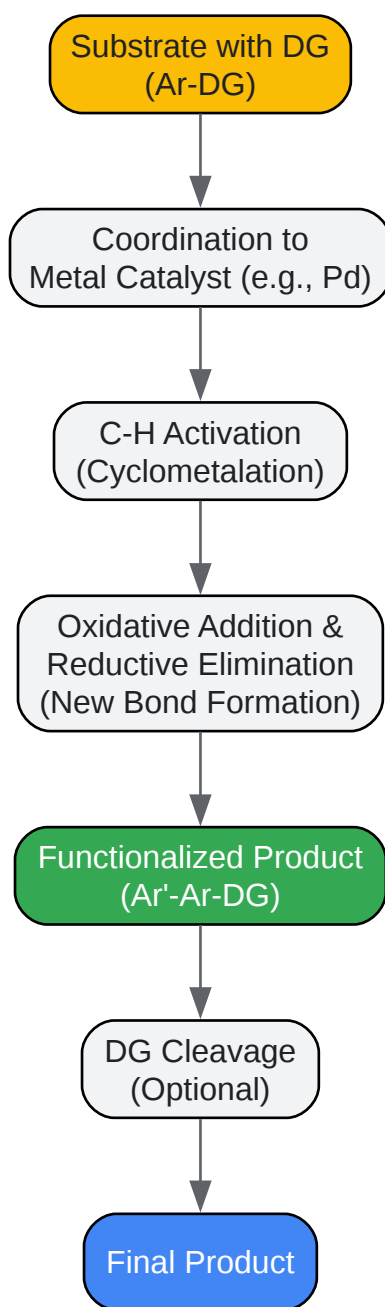 Substrate with DG
(Ar-DG)
Coordination to
Metal Catalyst (e.g., Pd)
C-H Activation
(Cyclometalation)
Oxidative Addition &
Reductive Elimination
(New Bond Formation)
Functionalized Product
(Ar'-Ar-DG)
DG Cleavage
(Optional)
Final Product